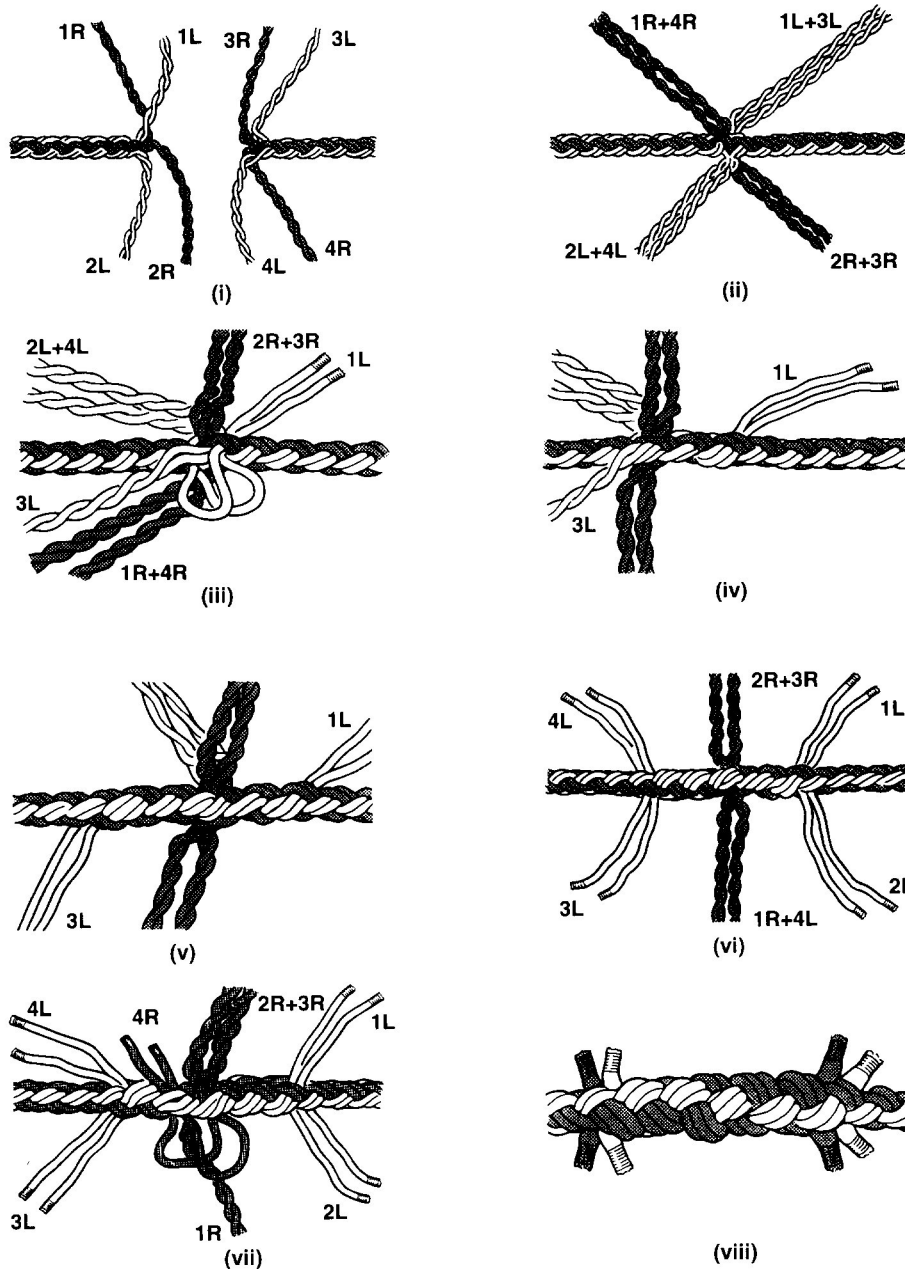 1R 1L 3R 3L
2L 2R 4L 4R
(i)
1R+4R 1L+3L
2L+4L 2R+3R
(ii)
2L+4L 2R+3R 1L
3L 1R+4R
(iii)
1L
3L
(iv)
1L
3L
(v)
2R+3R
4L 1L
3L 2L
1R+4L
(vi)
4L 4R 2R+3R 1L
3L 1R 2L
(vii)
(viii)